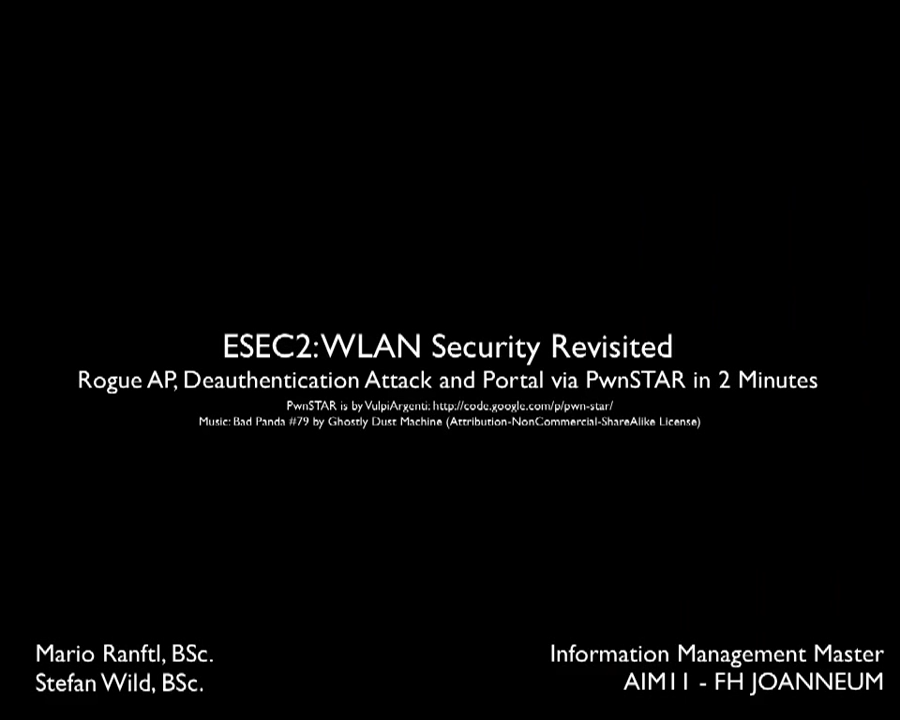 ESEC2: WLAN Security Revisited
Rogue AP, Deauthentication Attack and Portal via PwnSTAR in 2 Minutes
PwnSTAR is by VulpiArgenti: http://code.google.com/p/pwn-star/
Music: Bad Panda #79 by Ghostly Dust Machine (Attribution-NonCommercial-ShareAlike License)
Mario Ranftl, BSc.
Stefan Wild, BSc.
Information Management Master
AIM11 - FH JOANNEUM